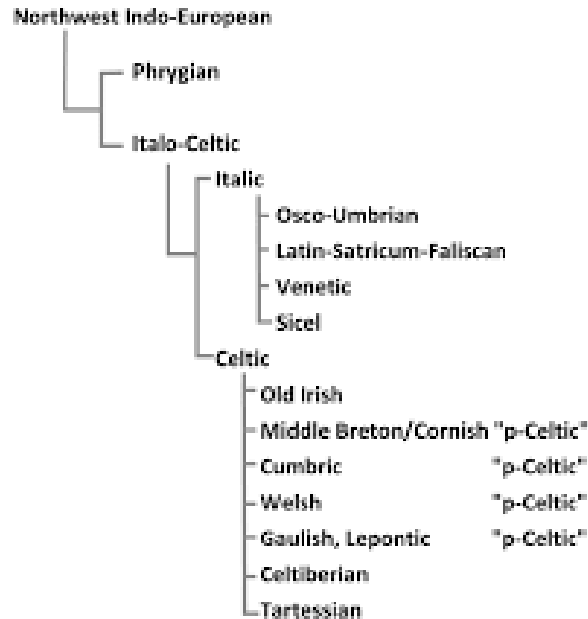 Northwest Indo-European
Phrygian
Italo-Celtic
Italic
Osco-Umbrian
Latin-Satricum-Faliscan
Venetic
Sicel
Celtic
Old Irish
Middle Breton/Cornish "p-Celtic"
Cumbric "p-Celtic"
Welsh "p-Celtic"
Gaulish, Lepontic "p-Celtic"
Celtiberian
Tartessian